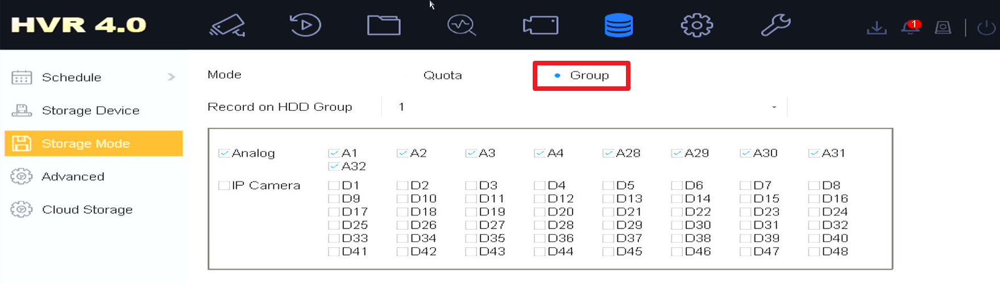 HVR 4.0
1
Schedule
Storage Device
Storage Mode
Advanced
Cloud Storage
Mode Quota Group
Record on HDD Group 1
Analog A1 A2 A3 A4 A28 A29 A30 A31
A32
IP Camera D1 D2 D3 D4 D5 D6 D7 D8
D9 D10 D11 D12 D13 D14 D15 D16
D17 D18 D19 D20 D21 D22 D23 D24
D25 D26 D27 D28 D29 D30 D31 D32
D33 D34 D35 D36 D37 D38 D39 D40
D41 D42 D43 D44 D45 D46 D47 D48